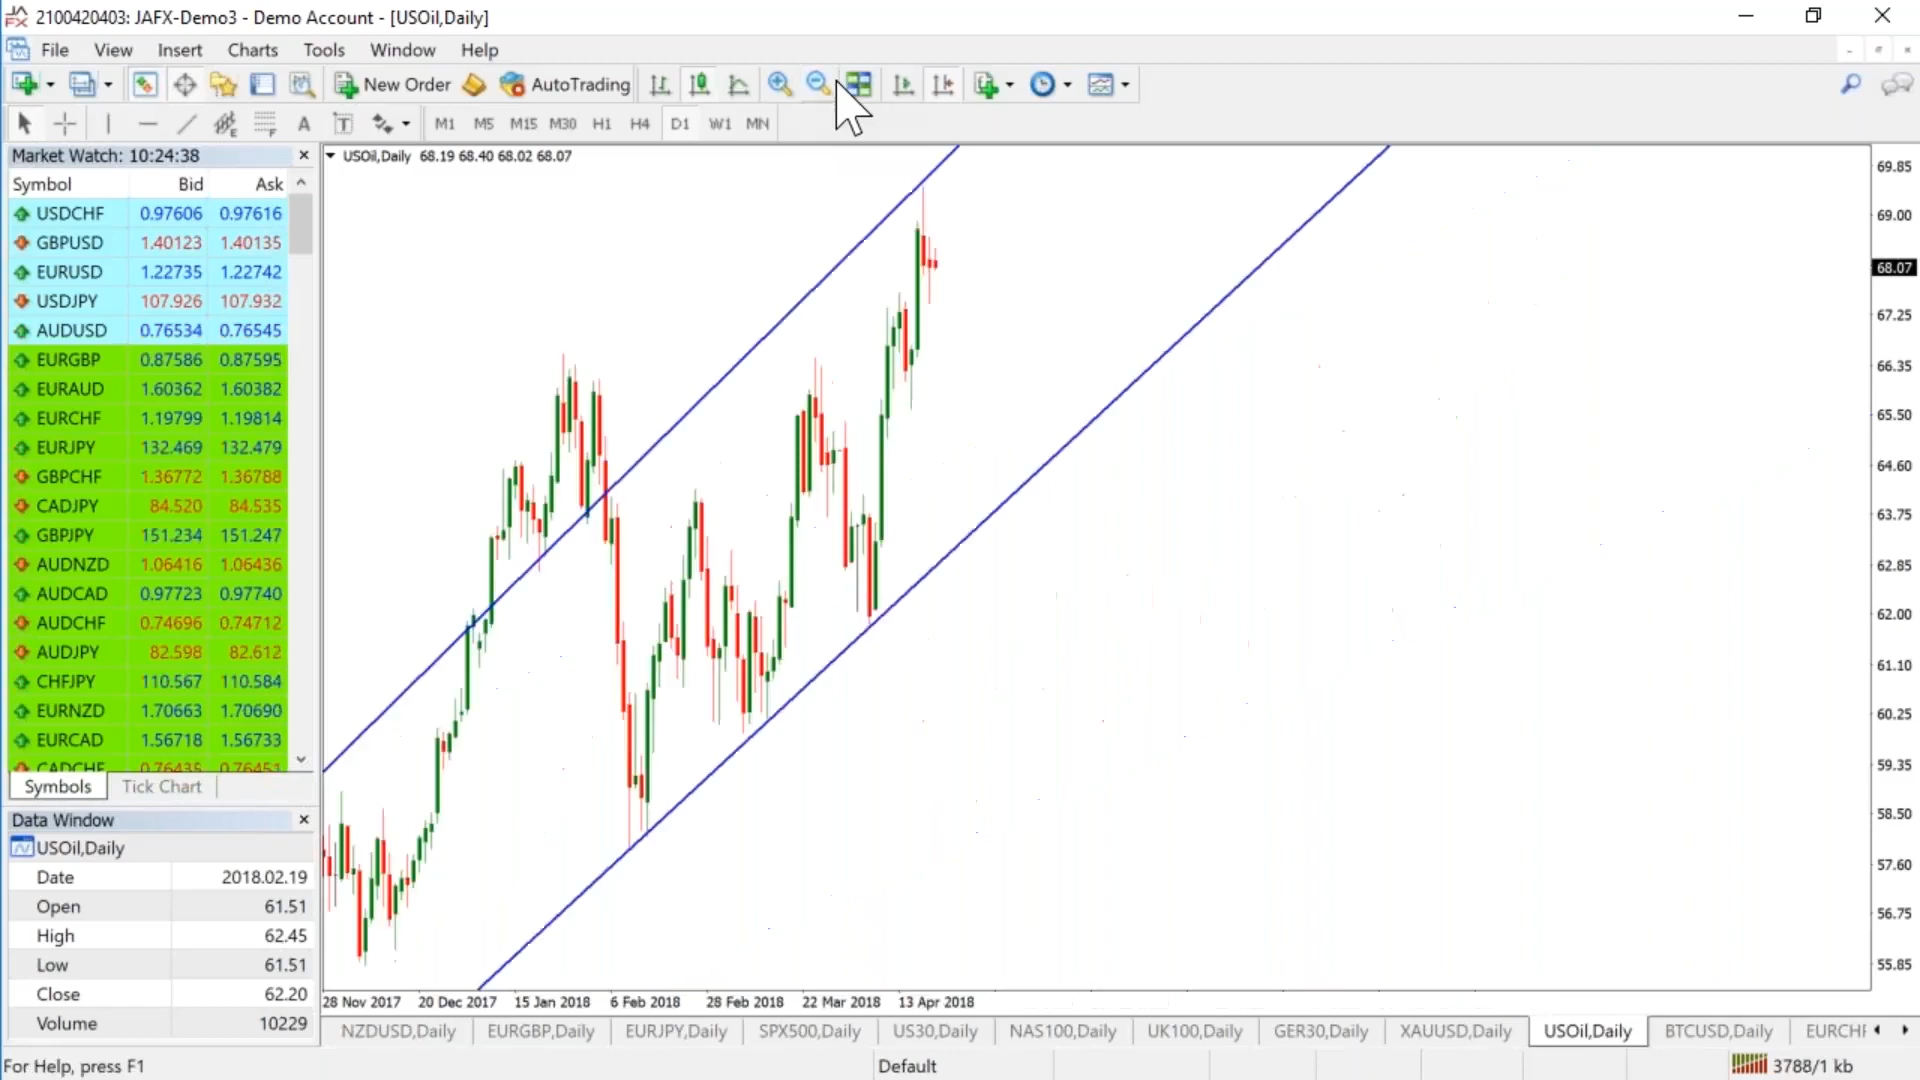 2100420403: JAFX-Demo3 - Demo Account - [USOil,Daily]
File View Insert Charts Tools Window Help
New Order AutoTrading
A T M1 M5 M15 M30 H1 H4 D1 W1 MN
Market Watch: 10:24:38
Symbol Bid Ask
USDCHF 0.97606 0.97616
GBPUSD 1.40123 1.40135
EURUSD 1.22735 1.22742
USDJPY 107.926 107.932
AUDUSD 0.76534 0.76545
EURGBP 0.87586 0.87595
EURAUD 1.60362 1.60382
EURCHF 1.19799 1.19814
EURJPY 132.469 132.479
GBPCHF 1.36772 1.36788
CADJPY 84.520 84.535
GBPJPY 151.234 151.247
AUDNZD 1.06416 1.06436
AUDCAD 0.97723 0.97740
AUDCHF 0.74696 0.74712
AUDJPY 82.598 82.612
CHFJPY 110.567 110.584
EURNZD 1.70663 1.70690
EURCAD 1.56718 1.56733
CADCHF 0.76435 0.76451
Symbols Tick Chart
Data Window
USOil,Daily
Date 2018.02.19
Open 61.51
High 62.45
Low 61.51
Close 62.20
Volume 10229
USOil,Daily 68.19 68.40 68.02 68.07
69.85
69.00
68.07
67.25
66.35
65.50
64.60
63.75
62.85
62.00
61.10
60.25
59.35
58.50
57.60
56.75
55.85
28 Nov 2017 20 Dec 2017 15 Jan 2018 6 Feb 2018 28 Feb 2018 22 Mar 2018 13 Apr 2018
NZDUSD,Daily EURGBP,Daily EURJPY,Daily SPX500,Daily US30,Daily NAS100,Daily UK100,Daily GER30,Daily XAUUSD,Daily USOil,Daily BTCUSD,Daily EURCHF
For Help, press F1 Default 3788/1 kb